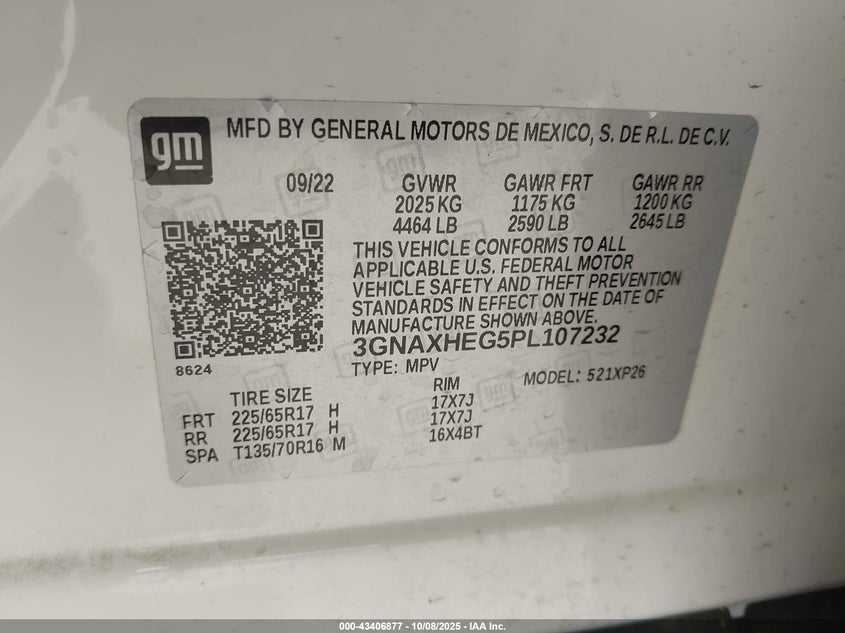 gm
MFD BY GENERAL MOTORS DE MEXICO, S. DE R.L. DE C.V.
09/22 GVWR GAWR FRT GAWR RR
2025 KG 1175 KG 1200 KG
4464 LB 2590 LB 2645 LB
THIS VEHICLE CONFORMS TO ALL
APPLICABLE U.S. FEDERAL MOTOR
VEHICLE SAFETY AND THEFT PREVENTION
STANDARDS IN EFFECT ON THE DATE OF
MANUFACTURE SHOWN ABOVE.
3GNAXHEG5PL107232
8624
TYPE: MPV MODEL: 521XP26
TIRE SIZE RIM
FRT 225/65R17 H 17X7J
RR 225/65R17 H 17X7J
SPA T135/70R16 M 16X4BT
000-43406877 - 10/08/2025 - IAA Inc.